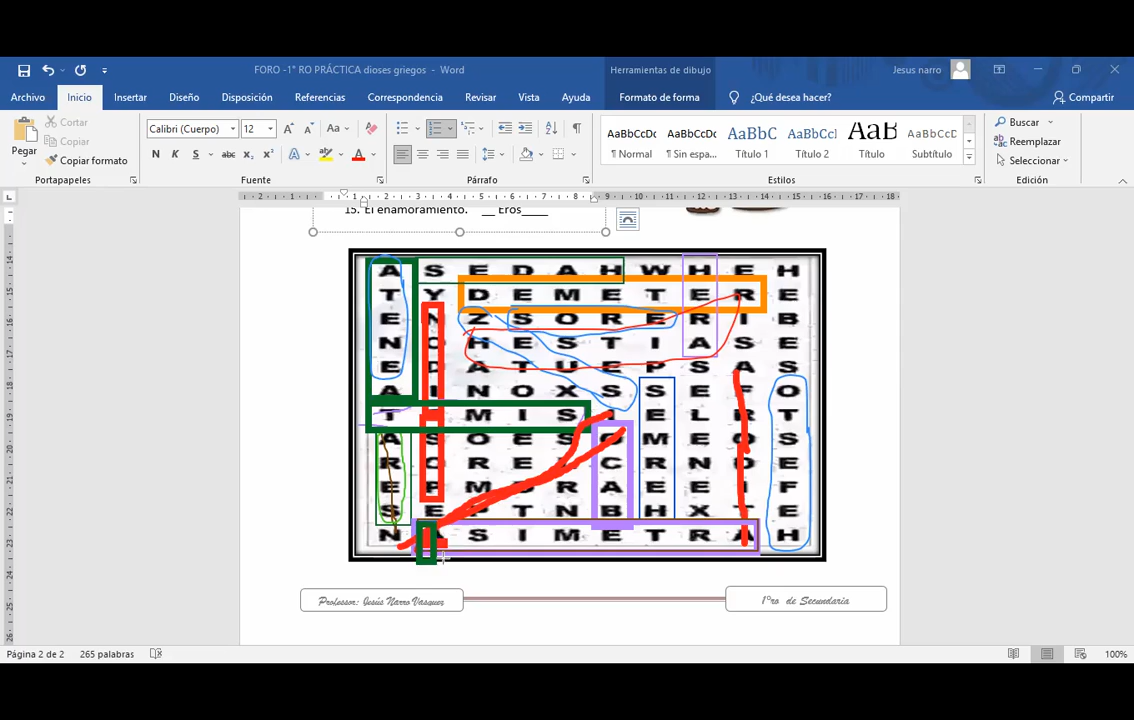 FORO -1° RO PRÁCTICA dioses griegos - Word
Herramientas de dibujo
Jesus narro
Archivo Inicio Insertar Diseño Disposición Referencias Correspondencia Revisar Vista Ayuda Formato de forma ¿Qué desea hacer? Compartir
Pegar
Cortar
Copiar
Copiar formato
Calibri (Cuerpo) 12
AaBbCcDc AaBbCcDc AaBbC AaBbCcI AaB AaBbCcD
¶ Normal ¶ Sin espa... Título 1 Título 2 Título Subtítulo
Buscar
Reemplazar
Seleccionar
Portapapeles Fuente Párrafo Estilos Edición
15. El enamoramiento. __ Eros_____
A S E D A H W H E H
T Y D E M E T E R E
E N Z S O R E R I B
N O H E S T I A S E
E D A T U E P S A S
A I N O X S S E F O
T M I S E L R T
A S O E S O M E O S
R O R E C R N D E
E P M D R A E E I F
S E P T N B H X T E
N A S I M E T R A H
Professor: Jesús Narro Vasquez
1°ro de Secundaria
Página 2 de 2 265 palabras 100%